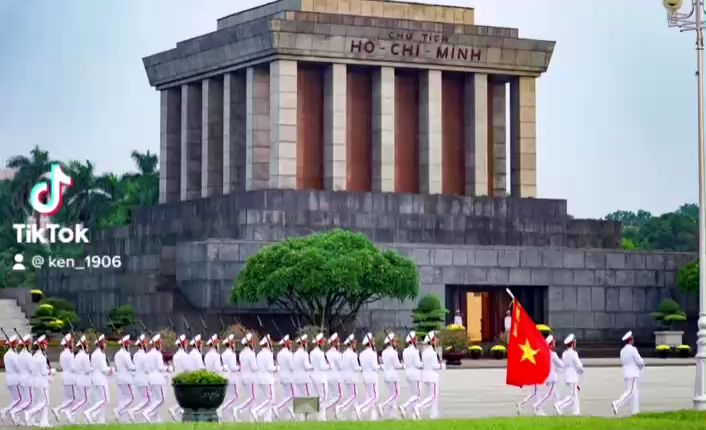 CHỦ TỊCH
HỒ-CHÍ-MINH
TikTok
@ken_1906